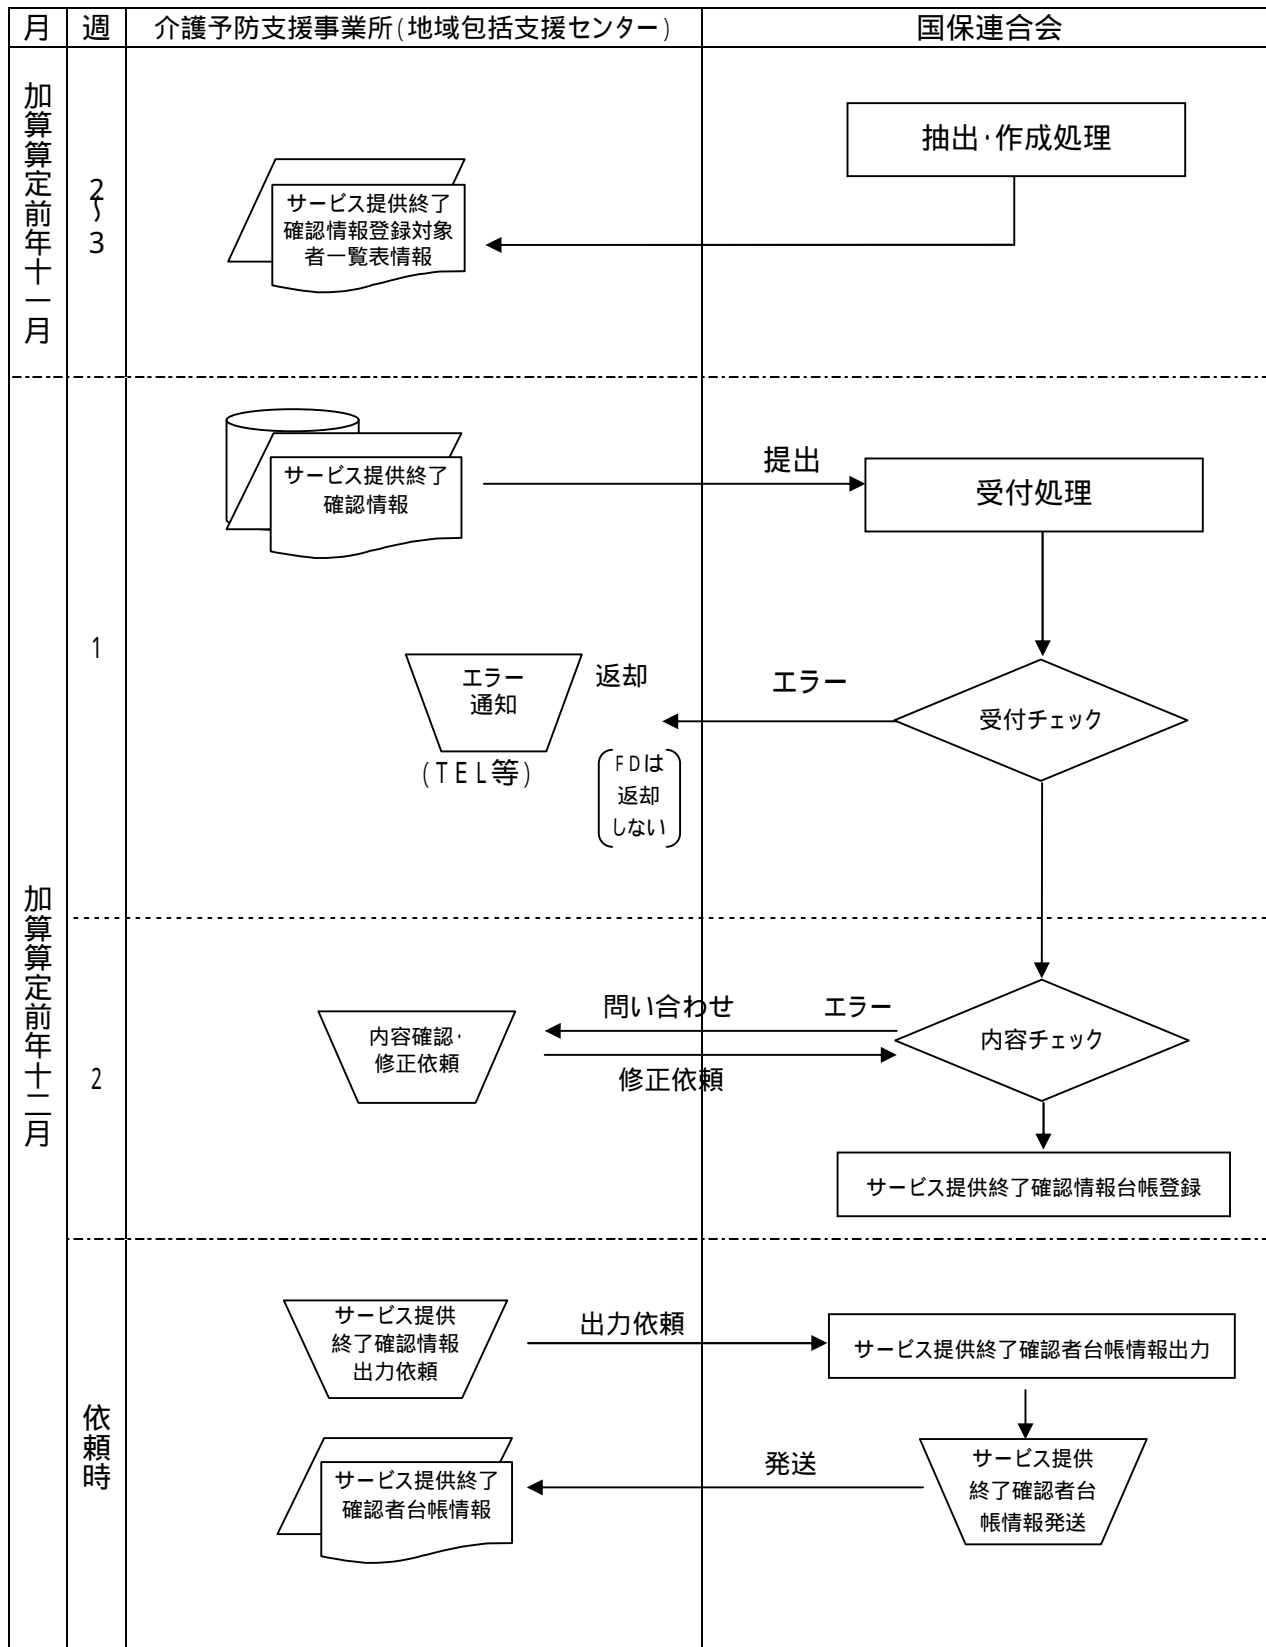 月
週
介護予防支援事業所(地域包括支援センター)
国保連合会
加算算定前年十一月
2~3
抽出・作成処理
サービス提供終了
確認情報登録対象
者一覧表情報
加算算定前年十二月
1
サービス提供終了
確認情報
提出
受付処理
エラー
通知
(TEL等)
返却
エラー
受付チェック
FDは
返却
しない
2
問い合わせ
エラー
内容確認・
修正依頼
内容チェック
修正依頼
サービス提供終了確認情報台帳登録
依頼時
サービス提供
終了確認情報
出力依頼
出力依頼
サービス提供終了確認者台帳情報出力
サービス提供終了
確認者台帳情報
発送
サービス提供
終了確認者台
帳情報発送